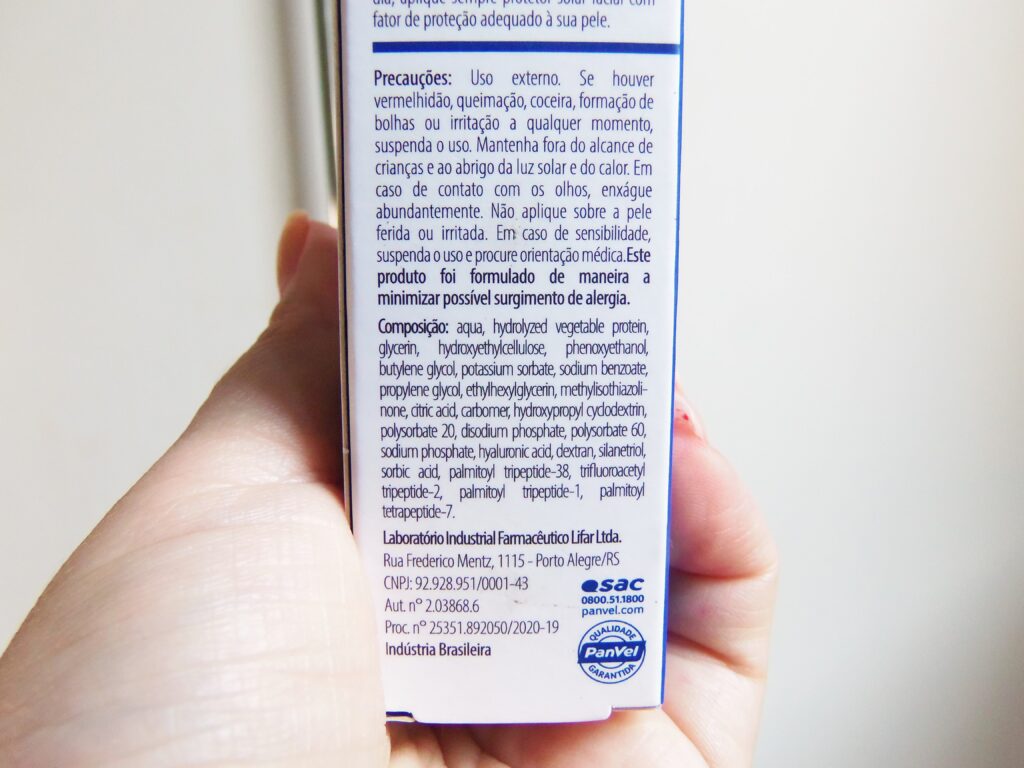 dia, aplique sempre protetor solar facial com
fator de proteção adequado à sua pele.
Precauções: Uso externo. Se houver
vermelhidão, queimação, coceira, formação de
bolhas ou irritação a qualquer momento,
suspenda o uso. Mantenha fora do alcance de
crianças e ao abrigo da luz solar e do calor. Em
caso de contato com os olhos, enxágue
abundantemente. Não aplique sobre a pele
ferida ou irritada. Em caso de sensibilidade,
suspenda o uso e procure orientação médica.Este
produto foi formulado de maneira a
minimizar possível surgimento de alergia.
Composição: aqua, hydrolyzed vegetable protein,
glycerin, hydroxyethylcellulose, phenoxyethanol,
butylene glycol, potassium sorbate, sodium benzoate,
propylene glycol, ethylhexylglycerin, methylisothiazoli-
none, citric acid, carbomer, hydroxypropyl cyclodextrin,
polysorbate 20, disodium phosphate, polysorbate 60,
sodium phosphate, hyaluronic acid, dextran, silanetriol,
sorbic acid, palmitoyl tripeptide-38, trifluoroacetyl
tripeptide-2, palmitoyl tripeptide-1, palmitoyl
tetrapeptide-7.
Laboratório Industrial Farmacêutico Lifar Ltda.
Rua Frederico Mentz, 1115 - Porto Alegre/RS
CNPJ: 92.928.951/0001-43
Aut. nº 2.03868.6
Proc. nº 25351.892050/2020-19
Indústria Brasileira
sac
0800.51.1800
panvel.com
QUALIDADE
PanVel
GARANTIDA